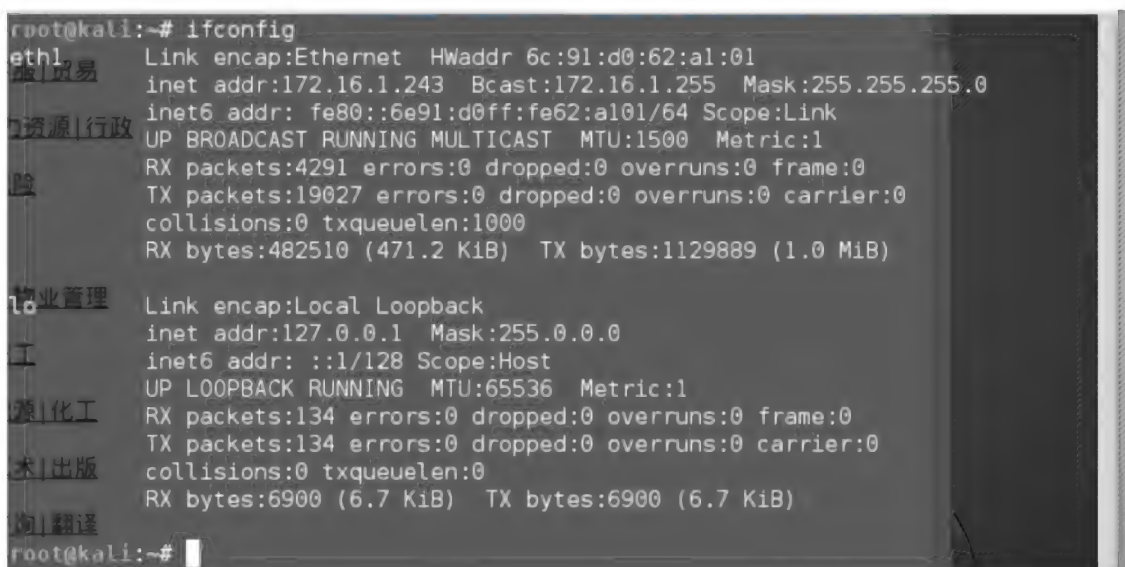 root@kali:~# ifconfig
eth1 Link encap:Ethernet HWaddr 6c:91:d0:62:a1:01
贸易
inet addr:172.16.1.243 Bcast:172.16.1.255 Mask:255.255.255.0
inet6 addr: fe80::6e91:d0ff:fe62:a101/64 Scope:Link
资源|行政
UP BROADCAST RUNNING MULTICAST MTU:1500 Metric:1
RX packets:4291 errors:0 dropped:0 overruns:0 frame:0
险
TX packets:19027 errors:0 dropped:0 overruns:0 carrier:0
collisions:0 txqueuelen:1000
RX bytes:482510 (471.2 KiB) TX bytes:1129889 (1.0 MiB)
业管理
lo Link encap:Local Loopback
inet addr:127.0.0.1 Mask:255.0.0.0
工
inet6 addr: ::1/128 Scope:Host
UP LOOPBACK RUNNING MTU:65536 Metric:1
源|化工
RX packets:134 errors:0 dropped:0 overruns:0 frame:0
TX packets:134 errors:0 dropped:0 overruns:0 carrier:0
术|出版
collisions:0 txqueuelen:0
RX bytes:6900 (6.7 KiB) TX bytes:6900 (6.7 KiB)
询|翻译
root@kali:~#